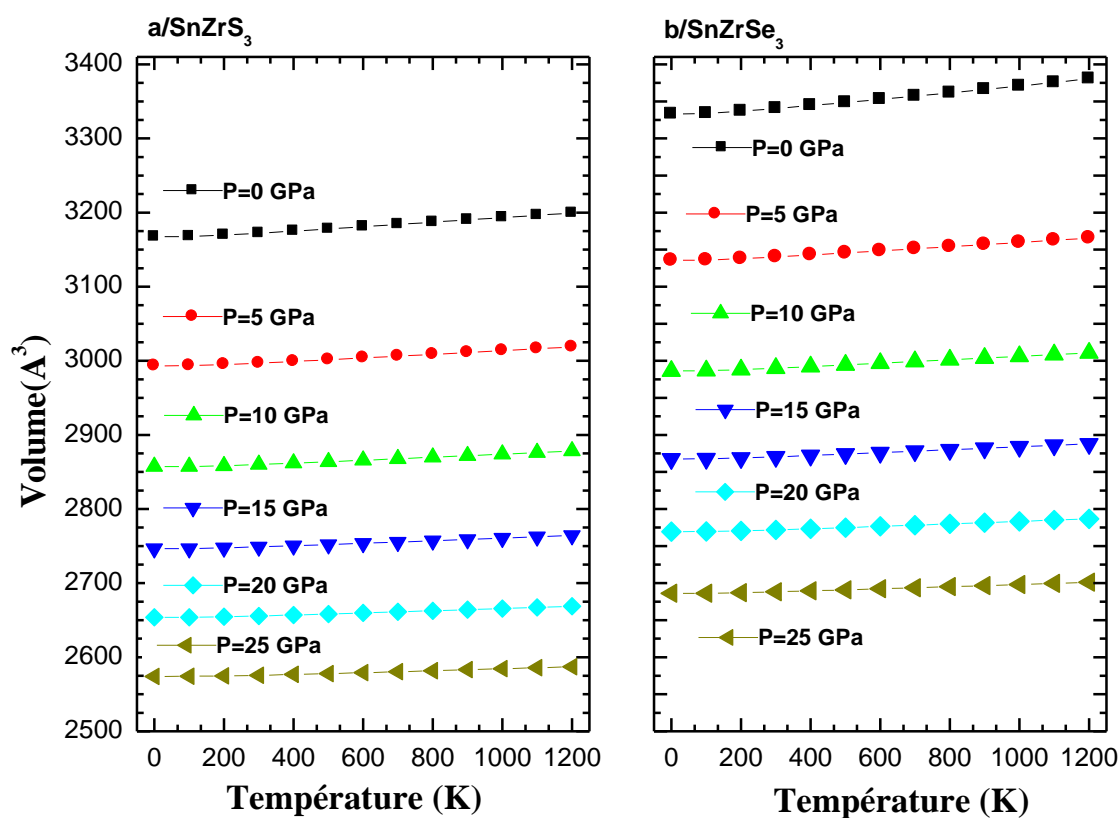 a/SnZrS₃
b/SnZrSe₃
Volume(A³)
3400
3300
3200
3100
3000
2900
2800
2700
2600
2500
P=0 GPa
P=5 GPa
P=10 GPa
P=15 GPa
P=20 GPa
P=25 GPa
0 200 400 600 800 1000 1200
Température (K)
P=0 GPa
P=5 GPa
P=10 GPa
P=15 GPa
P=20 GPa
P=25 GPa
0 200 400 600 800 1000 1200
Température (K)